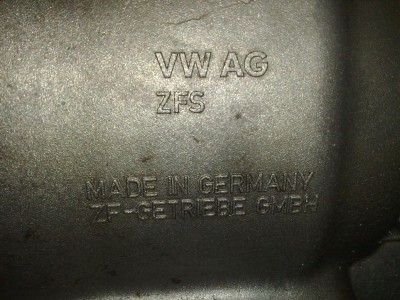 VW AG
ZFS
MADE IN GERMANY
ZF-GETRIEBE GMBH